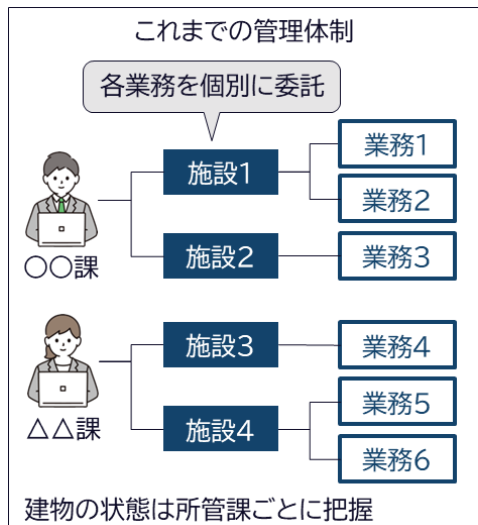 これまでの管理体制
各業務を個別に委託
〇〇課
施設1
業務1
業務2
施設2
業務3
△△課
施設3
業務4
施設4
業務5
業務6
建物の状態は所管課ごとに把握